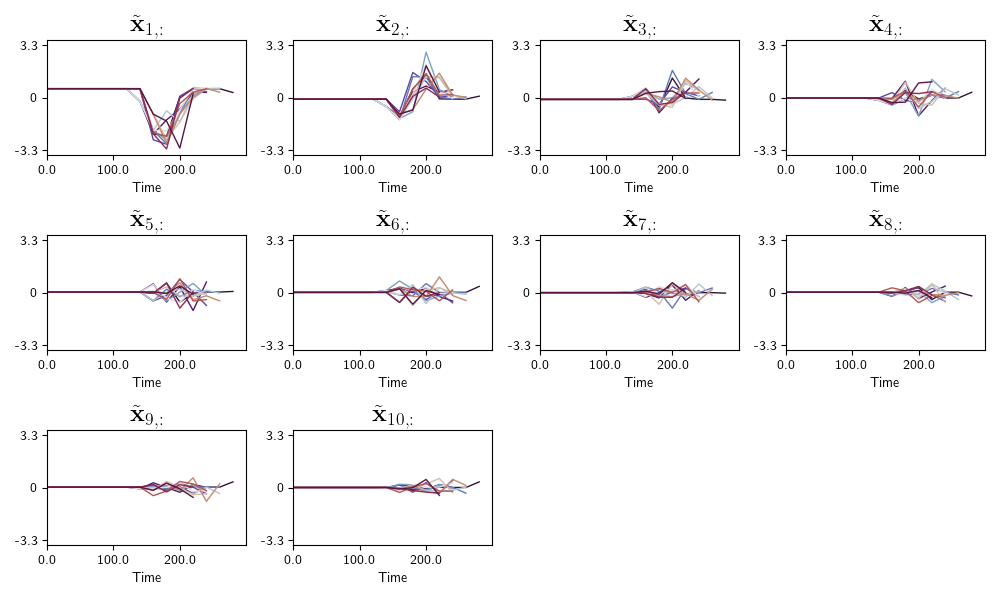 x̃1,: x̃2,: x̃3,: x̃4,:
3.3 3.3 3.3 3.3
0 0 0 0
-3.3 -3.3 -3.3 -3.3
0.0 100.0 200.0 0.0 100.0 200.0 0.0 100.0 200.0 0.0 100.0 200.0
Time Time Time Time
x̃5,: x̃6,: x̃7,: x̃8,:
3.3 3.3 3.3 3.3
0 0 0 0
-3.3 -3.3 -3.3 -3.3
0.0 100.0 200.0 0.0 100.0 200.0 0.0 100.0 200.0 0.0 100.0 200.0
Time Time Time Time
x̃9,: x̃10,:
3.3 3.3
0 0
-3.3 -3.3
0.0 100.0 200.0 0.0 100.0 200.0
Time Time